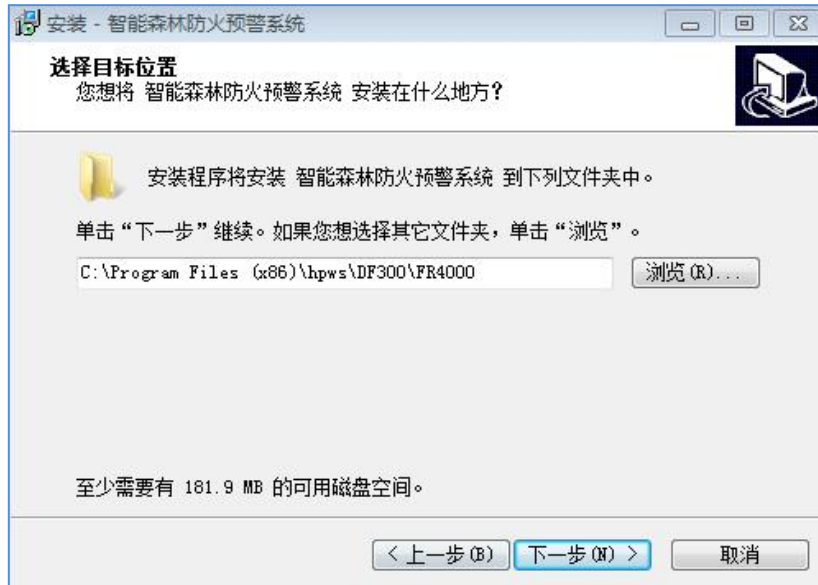 安装 - 智能森林防火预警系统
选择目标位置
您想将 智能森林防火预警系统 安装在什么地方?
安装程序将安装 智能森林防火预警系统 到下列文件夹中。
单击“下一步”继续。如果您想选择其它文件夹，单击“浏览”。
C:\Program Files (x86)\hpws\DF300\FR4000
浏览(R)...
至少需要有 181.9 MB 的可用磁盘空间。
< 上一步(B)
下一步(N) >
取消